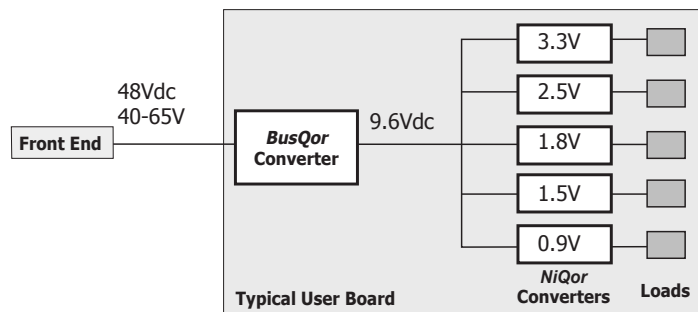 48Vdc
40-65V
Front End
BusQor
Converter
9.6Vdc
3.3V
2.5V
1.8V
1.5V
0.9V
NiQor
Converters
Loads
Typical User Board